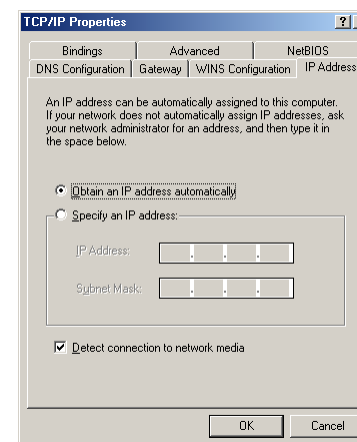 TCP/IP Properties
Bindings Advanced NetBIOS
DNS Configuration Gateway WINS Configuration IP Address
An IP address can be automatically assigned to this computer.
If your network does not automatically assign IP addresses, ask
your network administrator for an address, and then type it in
the space below.
Obtain an IP address automatically
Specify an IP address:
IP Address:
Subnet Mask:
Detect connection to network media
OK Cancel